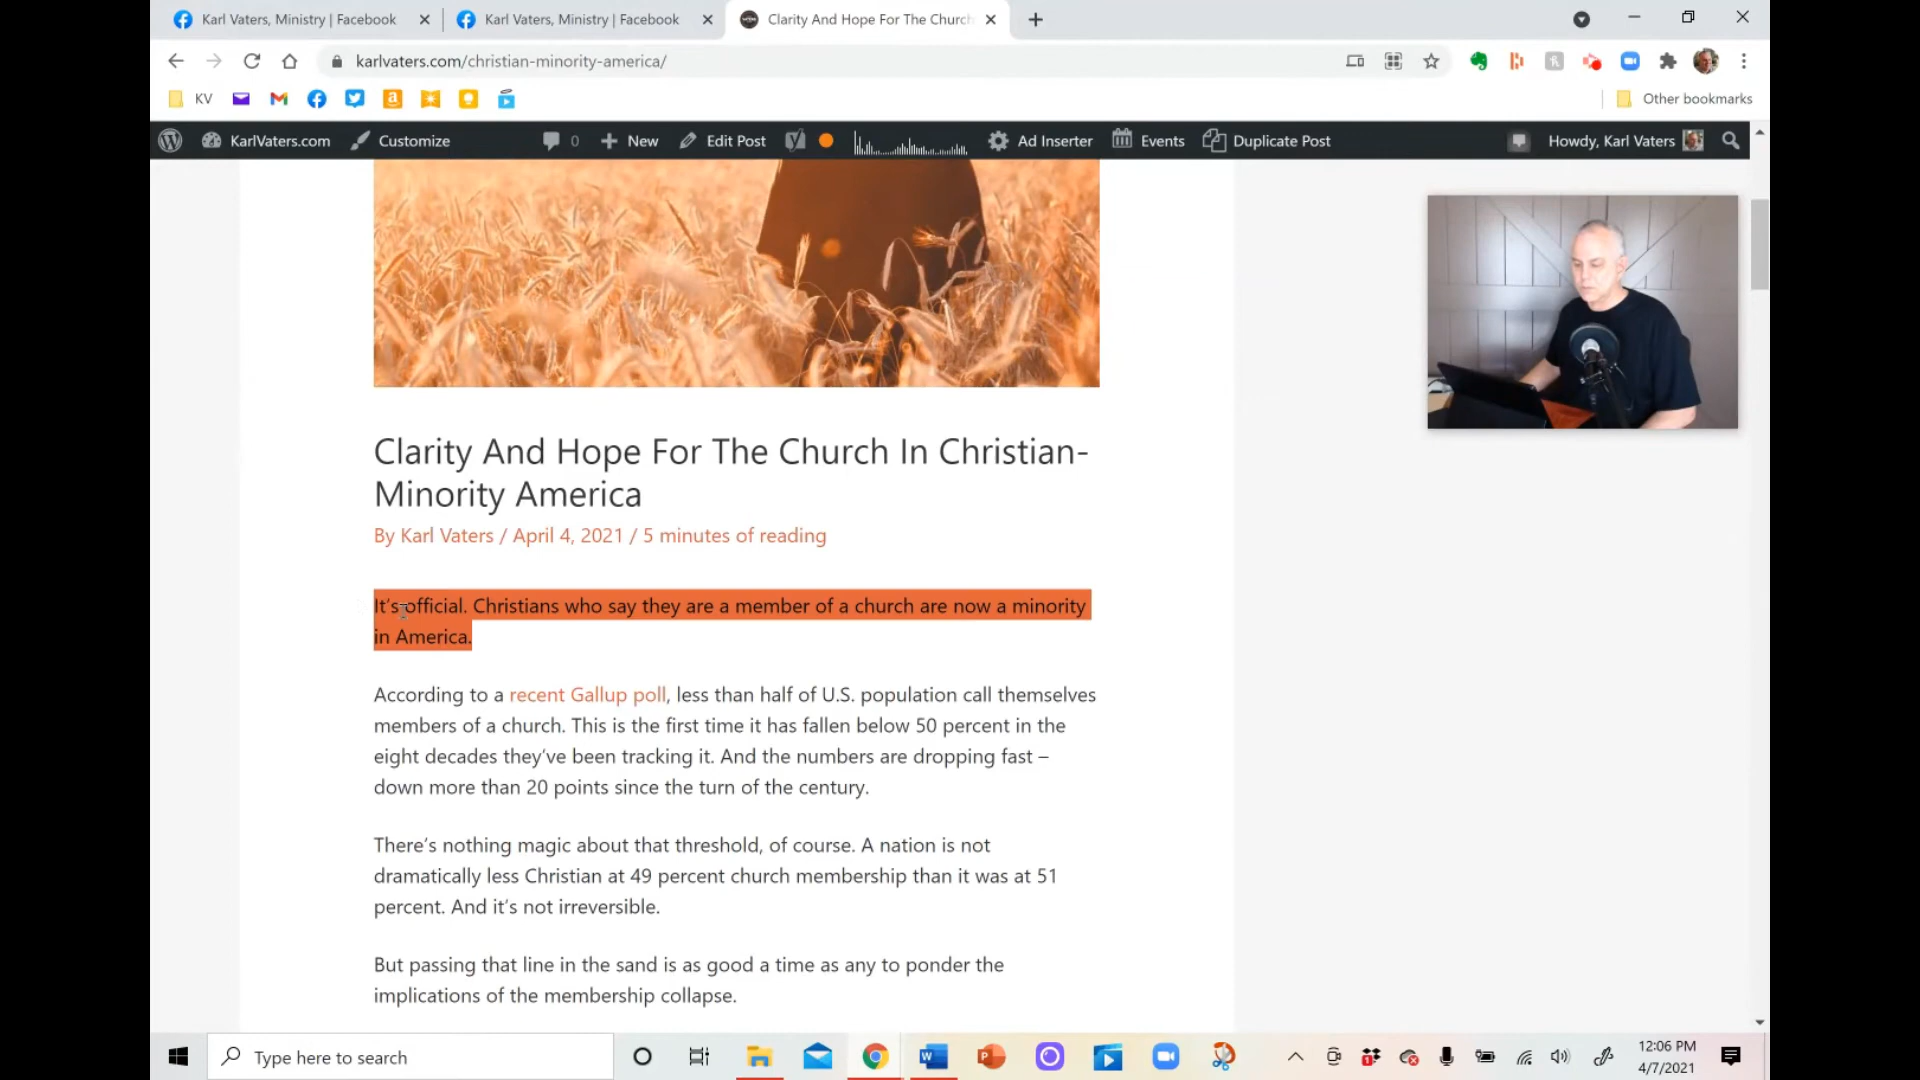 Karl Vaters, Ministry | Facebook
Karl Vaters, Ministry | Facebook
Clarity And Hope For The Church
karlvaters.com/christian-minority-america/
KV
Other bookmarks
KarlVaters.com
Customize
0
New
Edit Post
Ad Inserter
Events
Duplicate Post
Howdy, Karl Vaters
Clarity And Hope For The Church In Christian-
Minority America
By Karl Vaters / April 4, 2021 / 5 minutes of reading
It’s official. Christians who say they are a member of a church are now a minority
in America.
According to a recent Gallup poll, less than half of U.S. population call themselves
members of a church. This is the first time it has fallen below 50 percent in the
eight decades they’ve been tracking it. And the numbers are dropping fast –
down more than 20 points since the turn of the century.
There’s nothing magic about that threshold, of course. A nation is not
dramatically less Christian at 49 percent church membership than it was at 51
percent. And it’s not irreversible.
But passing that line in the sand is as good a time as any to ponder the
implications of the membership collapse.
Type here to search
12:06 PM
4/7/2021